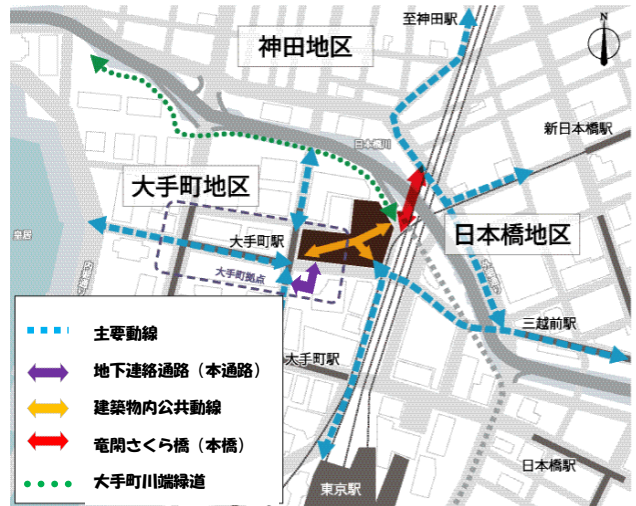 至神田駅
N
神田地区
新日本橋駅
日本橋川
大手町地区
大手町駅
日本橋地区
皇居
大手町拠点
三越前駅
大手町駅
日本橋駅
東京駅
主要動線
地下連絡通路（本通路）
建築物内公共動線
竜閑さくら橋（本橋）
大手町川端緑道